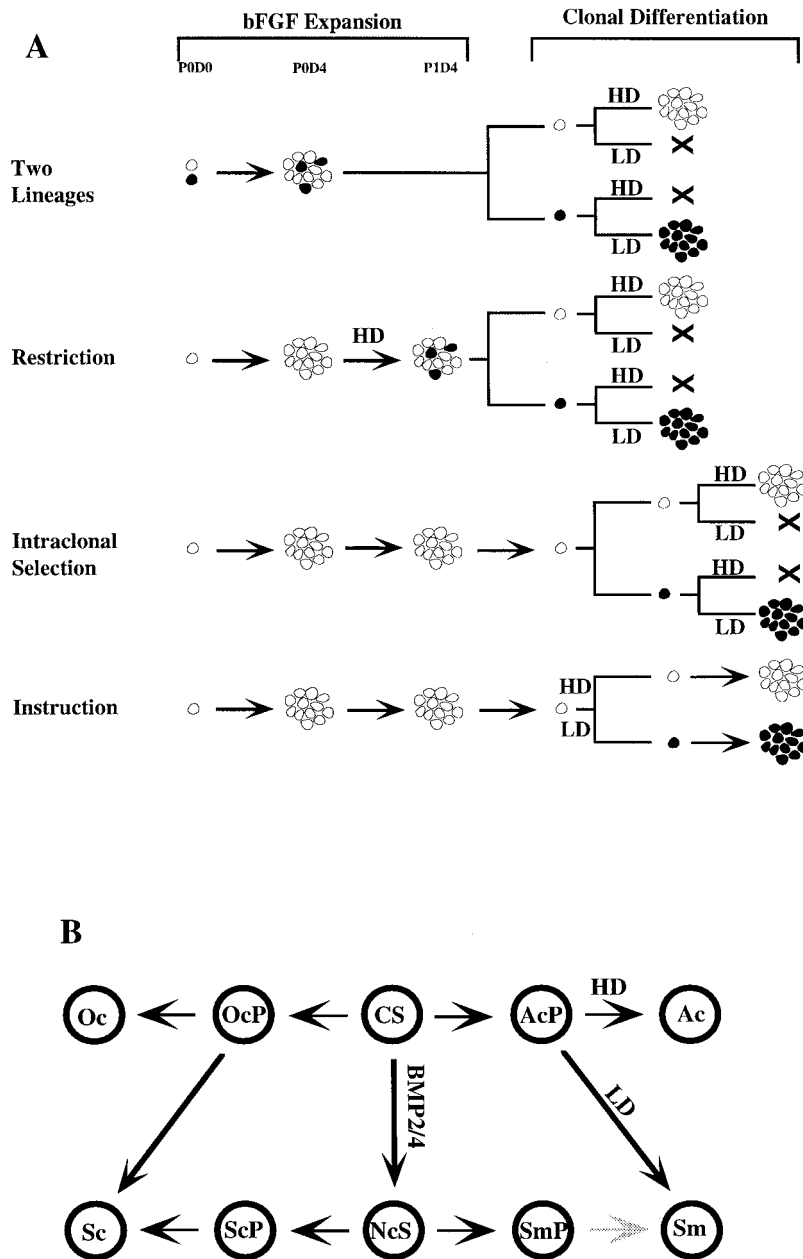 A
bFGF Expansion
Clonal Differentiation
P0D0
P0D4
P1D4
Two
Lineages
HD
LD
X
HD
X
LD
Restriction
HD
HD
LD
X
HD
X
LD
Intraclonal
Selection
HD
LD
X
HD
X
LD
Instruction
HD
LD
B
Oc
OcP
CS
AcP
HD
Ac
BMP2/4
LD
Sc
ScP
NcS
SmP
Sm